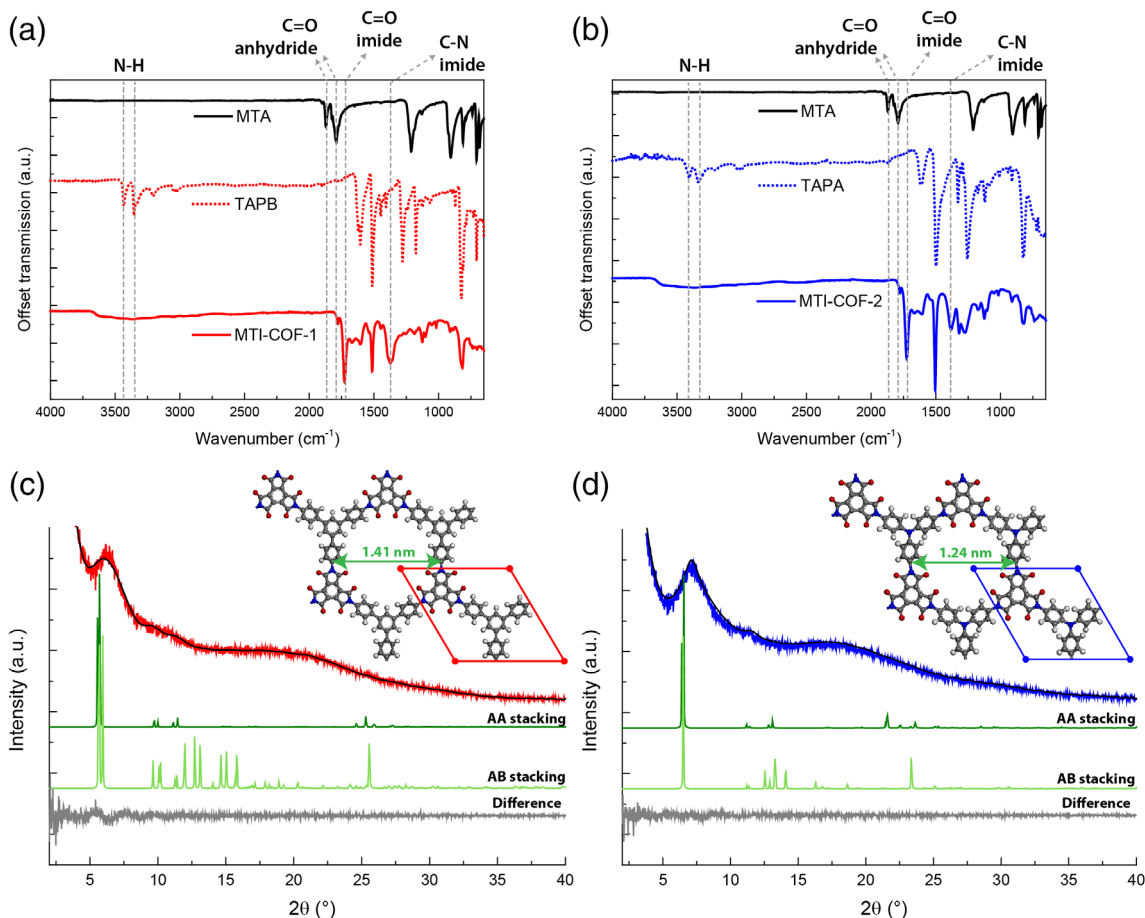 (a)
C=O
anhydride
C=O
imide
N-H
C-N
imide
MTA
TAPB
MTI-COF-1
Offset transmission (a.u.)
4000 3500 3000 2500 2000 1500 1000
Wavenumber (cm⁻¹)
(b)
C=O
anhydride
C=O
imide
N-H
C-N
imide
MTA
TAPA
MTI-COF-2
Offset transmission (a.u.)
4000 3500 3000 2500 2000 1500 1000
Wavenumber (cm⁻¹)
(c)
1.41 nm
AA stacking
AB stacking
Difference
Intensity (a.u.)
5 10 15 20 25 30 35 40
2θ (°)
(d)
1.24 nm
AA stacking
AB stacking
Difference
Intensity (a.u.)
5 10 15 20 25 30 35 40
2θ (°)